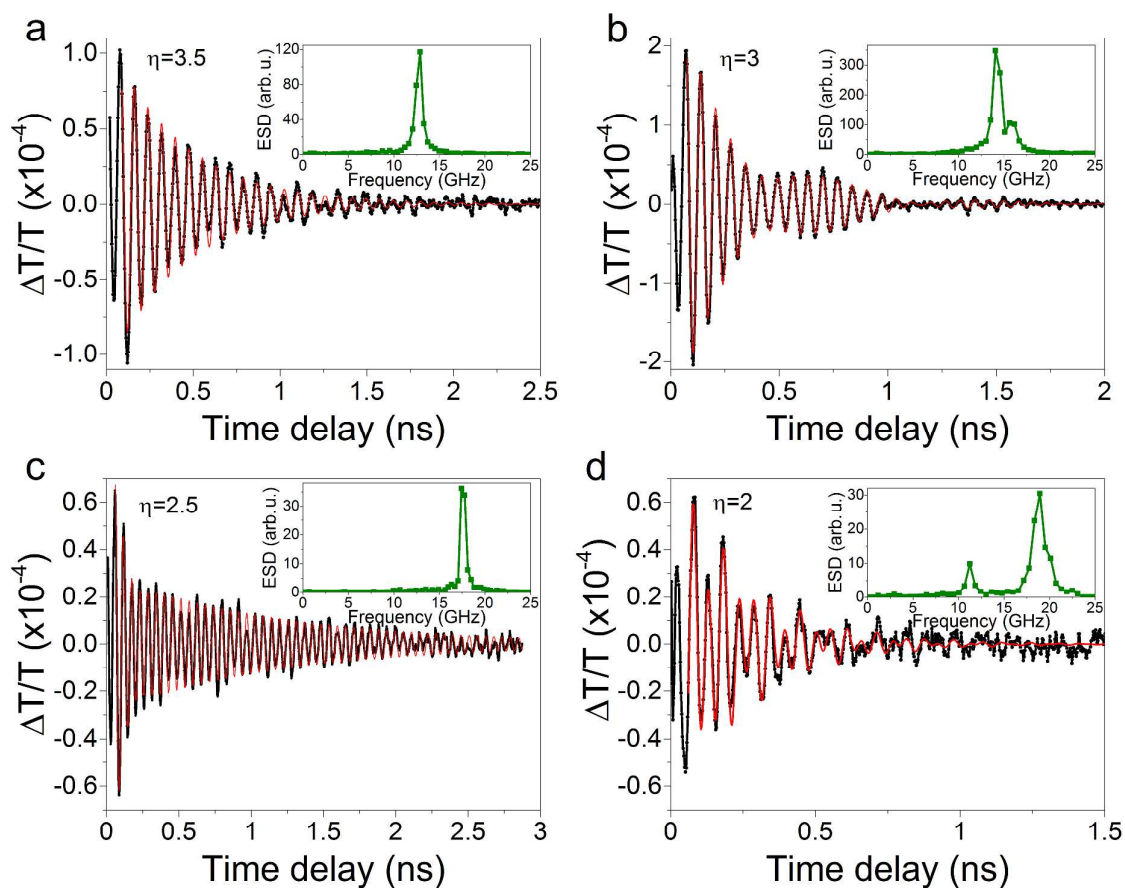 a
η=3.5
ΔT/T (x10⁻⁴)
1.0
0.5
0.0
-0.5
-1.0
0
0.5
1
1.5
2.0
2.5
Time delay (ns)
ESD (arb. u.)
120
80
40
0
0 5 10 15 20 25
Frequency (GHz)
b
η=3
ΔT/T (x10⁻⁴)
2
1
0
-1
-2
0 0.5 1 1.5 2
Time delay (ns)
ESD (arb. u.)
300
200
100
0
0 5 10 15 20 25
Frequency (GHz)
c
η=2.5
ΔT/T (x10⁻⁴)
0.6
0.4
0.2
0.0
-0.2
-0.4
-0.6
0 0.5 1 1.5 2 2.5 3
Time delay (ns)
ESD (arb. u.)
30
20
10
0
0 5 10 15 20 25
Frequency (GHz)
d
η=2
ΔT/T (x10⁻⁴)
0.6
0.4
0.2
0.0
-0.2
-0.4
-0.6
0 0.5 1 1.5
Time delay (ns)
ESD (arb. u.)
30
20
10
0
0 5 10 15 20 25
Frequency (GHz)